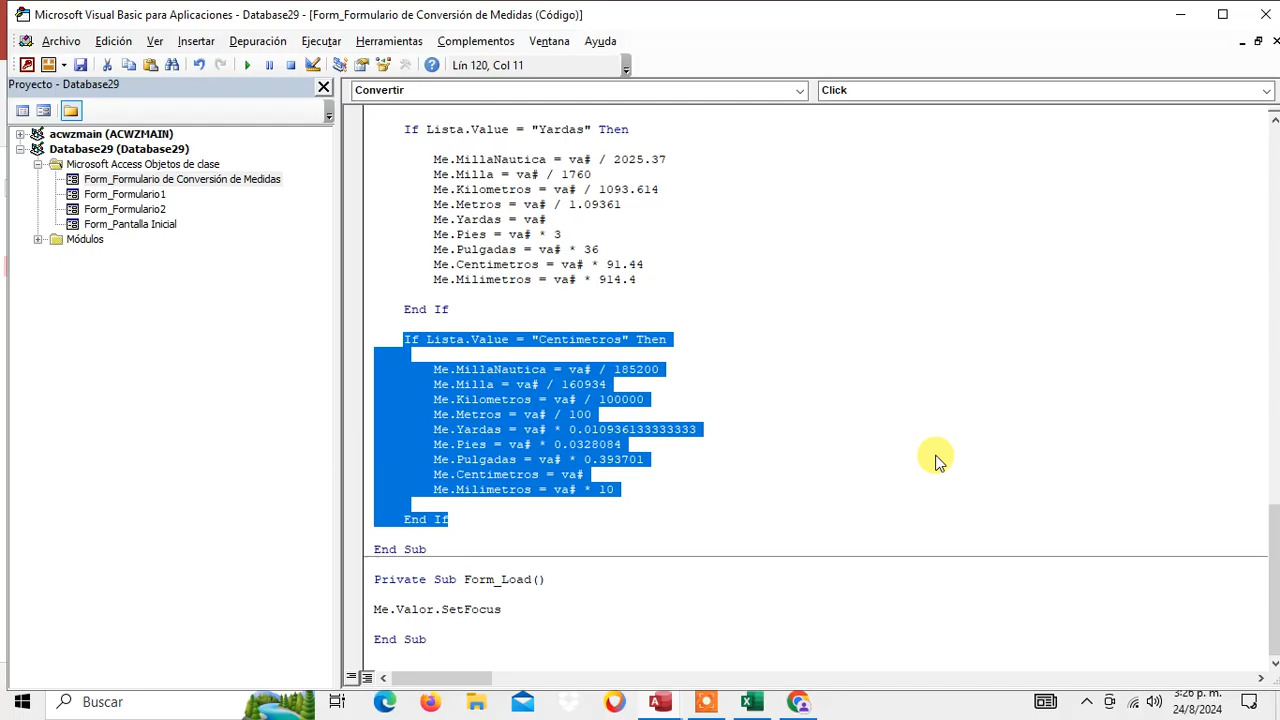 Microsoft Visual Basic para Aplicaciones - Database29 - [Form_Formulario de Conversión de Medidas (Código)]
Archivo Edición Ver Insertar Depuración Ejecutar Herramientas Complementos Ventana Ayuda
Lín 120, Col 11
Proyecto - Database29
acwzmain (ACWZMAIN)
Database29 (Database29)
Microsoft Access Objetos de clase
Form_Formulario de Conversión de Medidas
Form_Formulario1
Form_Formulario2
Form_Pantalla Inicial
Módulos
Convertir
Click
If Lista.Value = "Yardas" Then
Me.MillaNautica = va# / 2025.37
Me.Milla = va# / 1760
Me.Kilometros = va# / 1093.614
Me.Metros = va# / 1.09361
Me.Yardas = va#
Me.Pies = va# * 3
Me.Pulgadas = va# * 36
Me.Centimetros = va# * 91.44
Me.Milimetros = va# * 914.4
End If
If Lista.Value = "Centimetros" Then
Me.MillaNautica = va# / 185200
Me.Milla = va# / 160934
Me.Kilometros = va# / 100000
Me.Metros = va# / 100
Me.Yardas = va# * 0.010936133333333
Me.Pies = va# * 0.0328084
Me.Pulgadas = va# * 0.393701
Me.Centimetros = va#
Me.Milimetros = va# * 10
End If
End Sub
Private Sub Form_Load()
Me.Valor.SetFocus
End Sub
Buscar
3:26 p. m.
24/8/2024